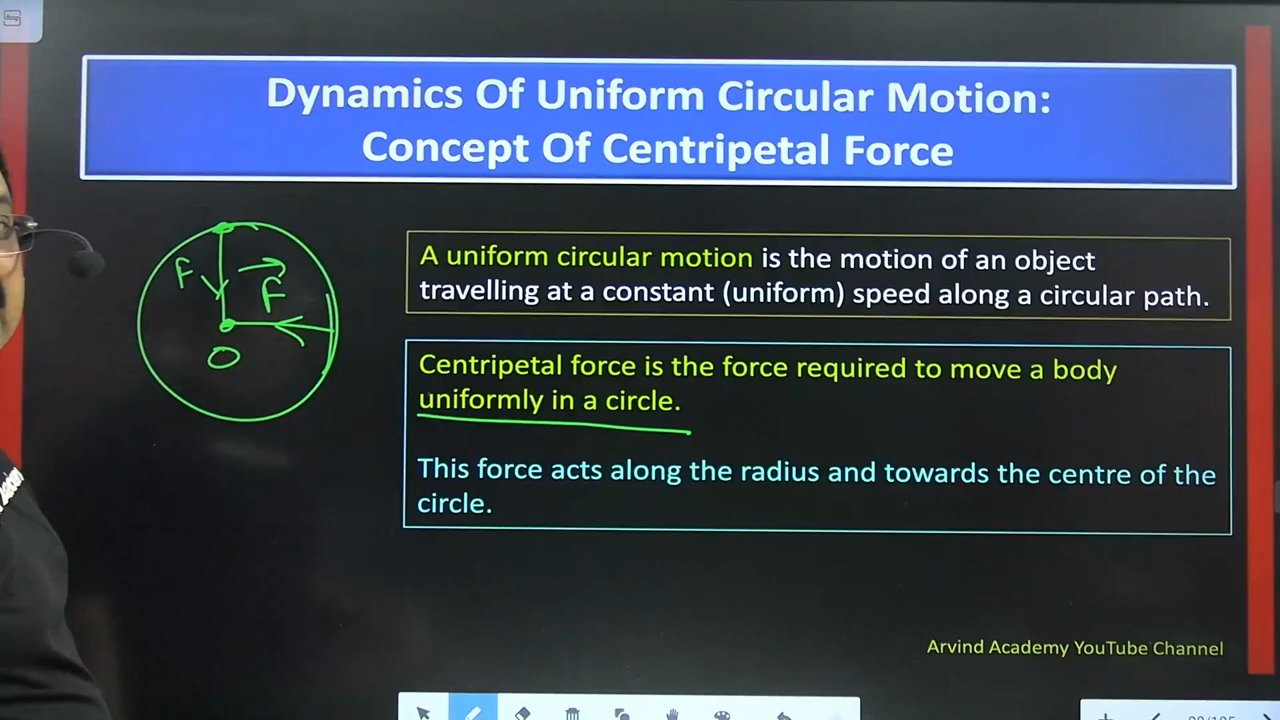 Dynamics Of Uniform Circular Motion:
Concept Of Centripetal Force
F
F
O
A uniform circular motion is the motion of an object
travelling at a constant (uniform) speed along a circular path.
Centripetal force is the force required to move a body
uniformly in a circle.
This force acts along the radius and towards the centre of the
circle.
Arvind Academy YouTube Channel